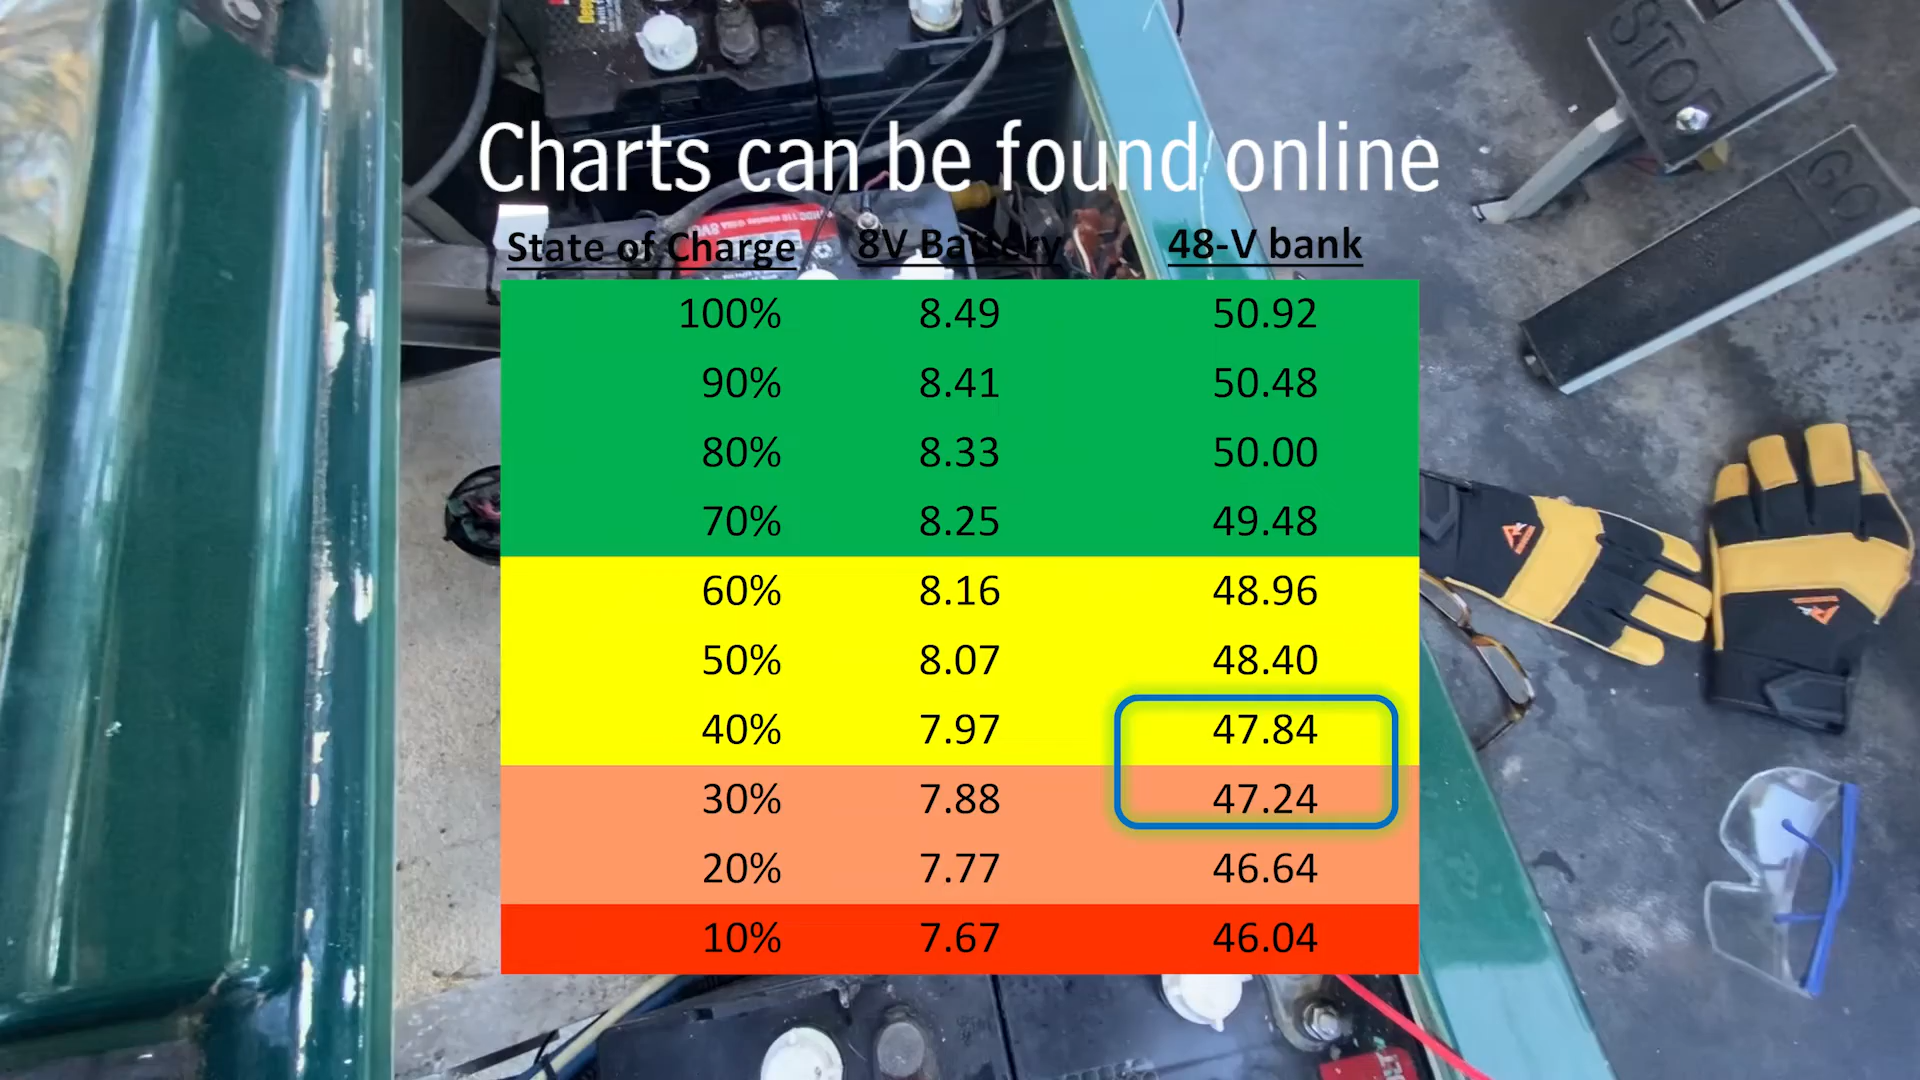 STOP
Charts can be found online
GO
State of Charge 8V Battery 48-V bank
100% 8.49 50.92
90% 8.41 50.48
80% 8.33 50.00
70% 8.25 49.48
60% 8.16 48.96
50% 8.07 48.40
40% 7.97 47.84
30% 7.88 47.24
20% 7.77 46.64
10% 7.67 46.04